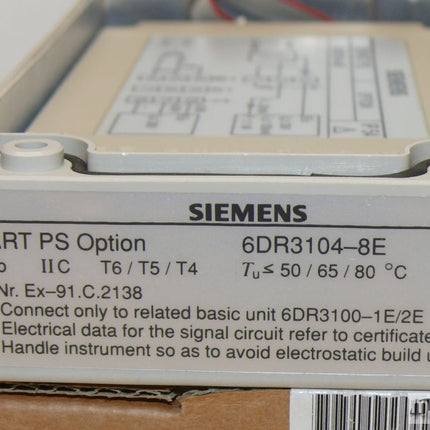 SIEMENS
SIEMENS
ART PS Option 6DR3104–8E
II C T6 / T5 / T4 Tu ≤ 50 / 65 / 80 °C
Nr. Ex–91.C.2138
Connect only to related basic unit 6DR3100–1E/2E
Electrical data for the signal circuit refer to certificate
Handle instrument so as to avoid electrostatic build u